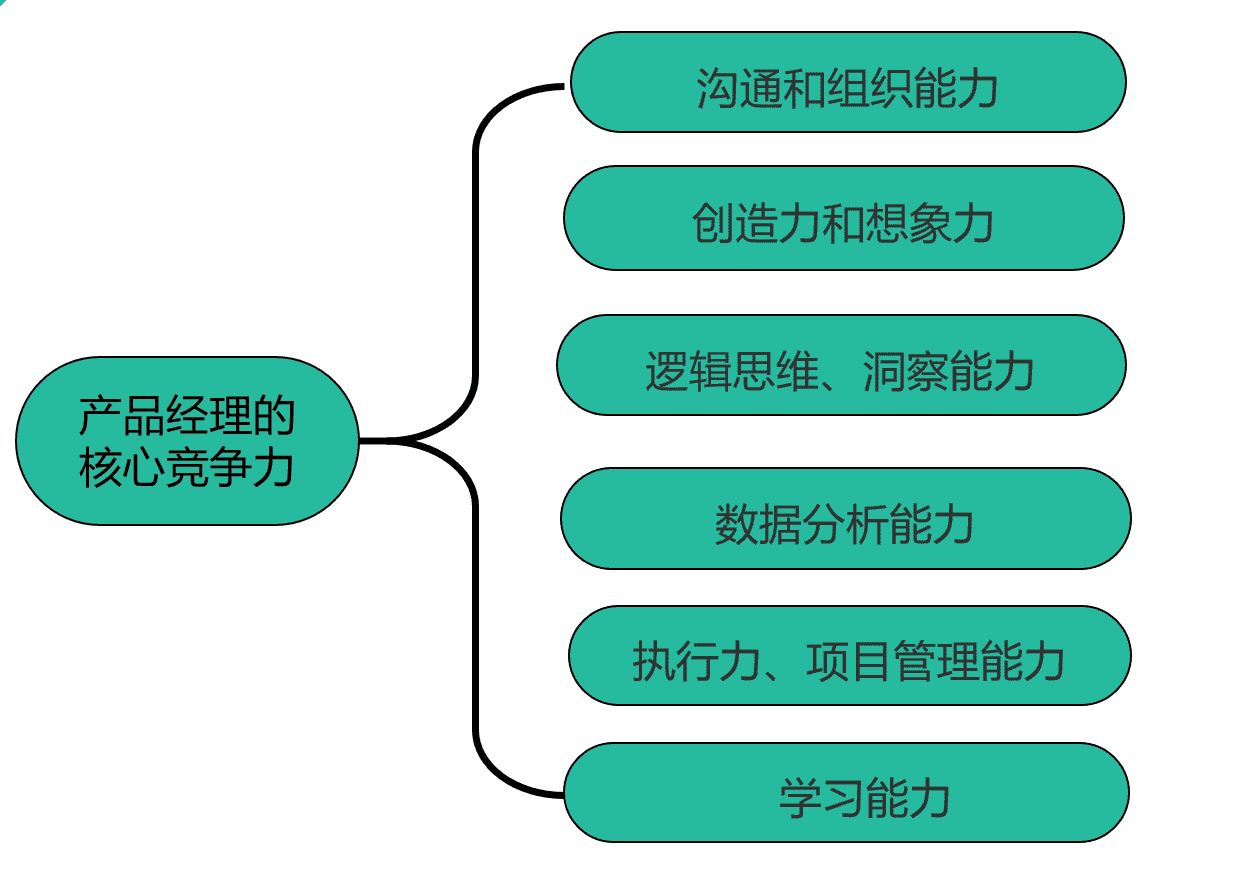 沟通和组织能力
创造力和想象力
逻辑思维、洞察能力
产品经理的
核心竞争力
数据分析能力
执行力、项目管理能力
学习能力